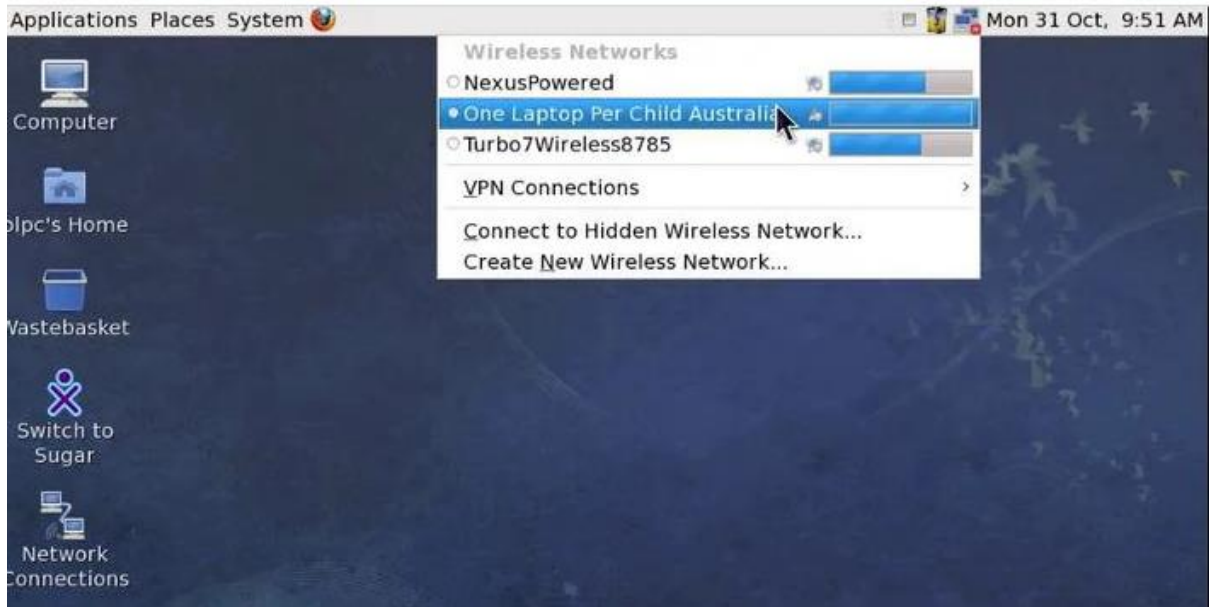 Applications Places System Mon 31 Oct, 9:51 AM
Wireless Networks
NexusPowered
One Laptop Per Child Australia
Turbo7Wireless8785
VPN Connections
Connect to Hidden Wireless Network...
Create New Wireless Network...
Computer
olpc's Home
Wastebasket
Switch to
Sugar
Network
Connections